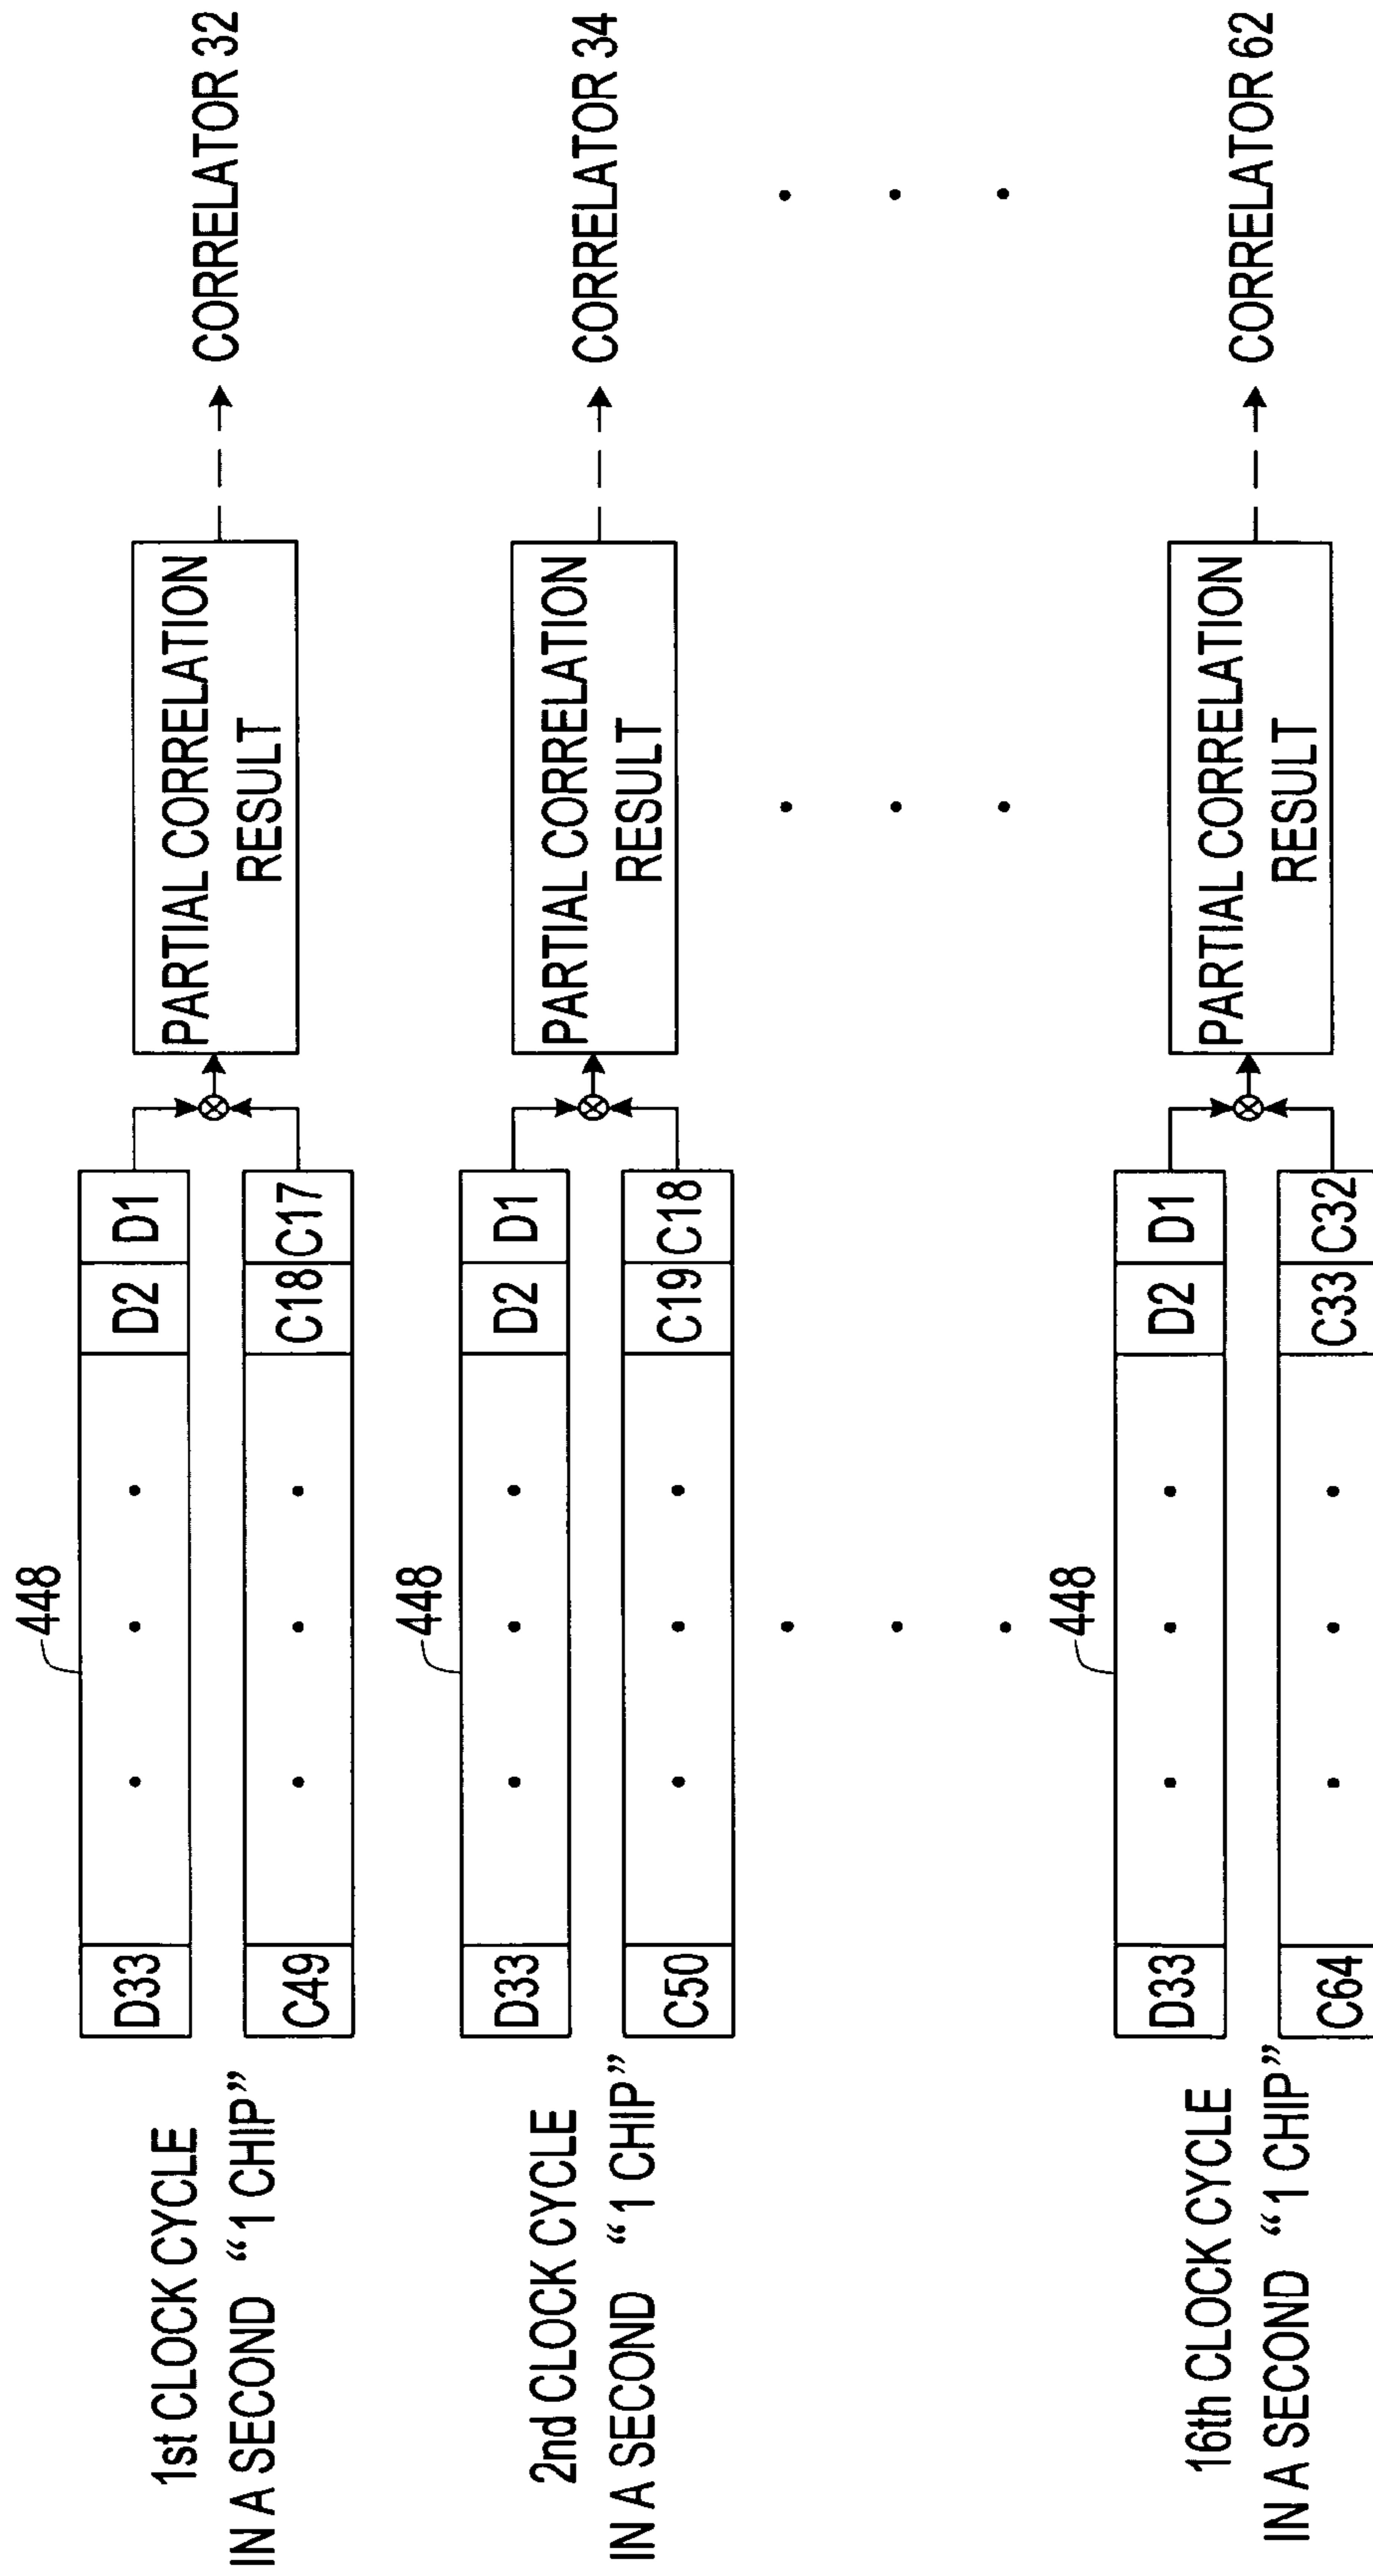 1st CLOCK CYCLE
IN A SECOND “1 CHIP”
448
D33
D2
D1
C49
C18
C17
PARTIAL CORRELATION
RESULT
CORRELATOR 32
2nd CLOCK CYCLE
IN A SECOND “1 CHIP”
448
D33
D2
D1
C50
C19
C18
PARTIAL CORRELATION
RESULT
CORRELATOR 34
16th CLOCK CYCLE
IN A SECOND “1 CHIP”
448
D33
D2
D1
C64
C33
C32
PARTIAL CORRELATION
RESULT
CORRELATOR 62